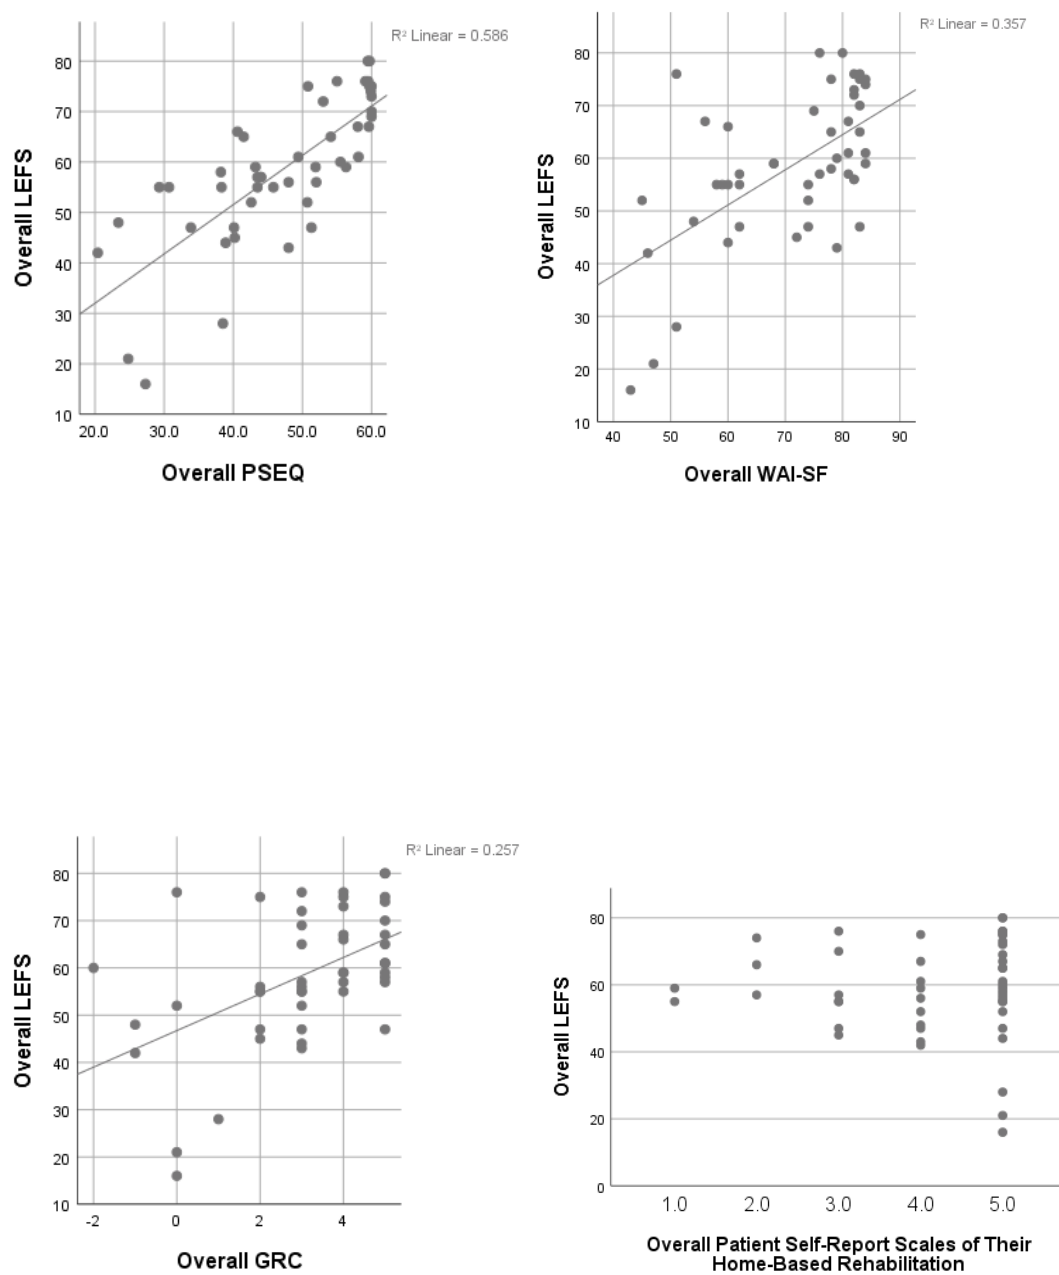 R² Linear = 0.586
80
70
60
50
40
30
20
10
Overall LEFS
20.0 30.0 40.0 50.0 60.0
Overall PSEQ
R² Linear = 0.357
80
70
60
50
40
30
20
10
Overall LEFS
40 50 60 70 80 90
Overall WAI-SF
R² Linear = 0.257
80
70
60
50
40
30
20
10
Overall LEFS
-2 0 2 4
Overall GRC
80
60
40
20
0
Overall LEFS
1.0 2.0 3.0 4.0 5.0
Overall Patient Self-Report Scales of Their
Home-Based Rehabilitation